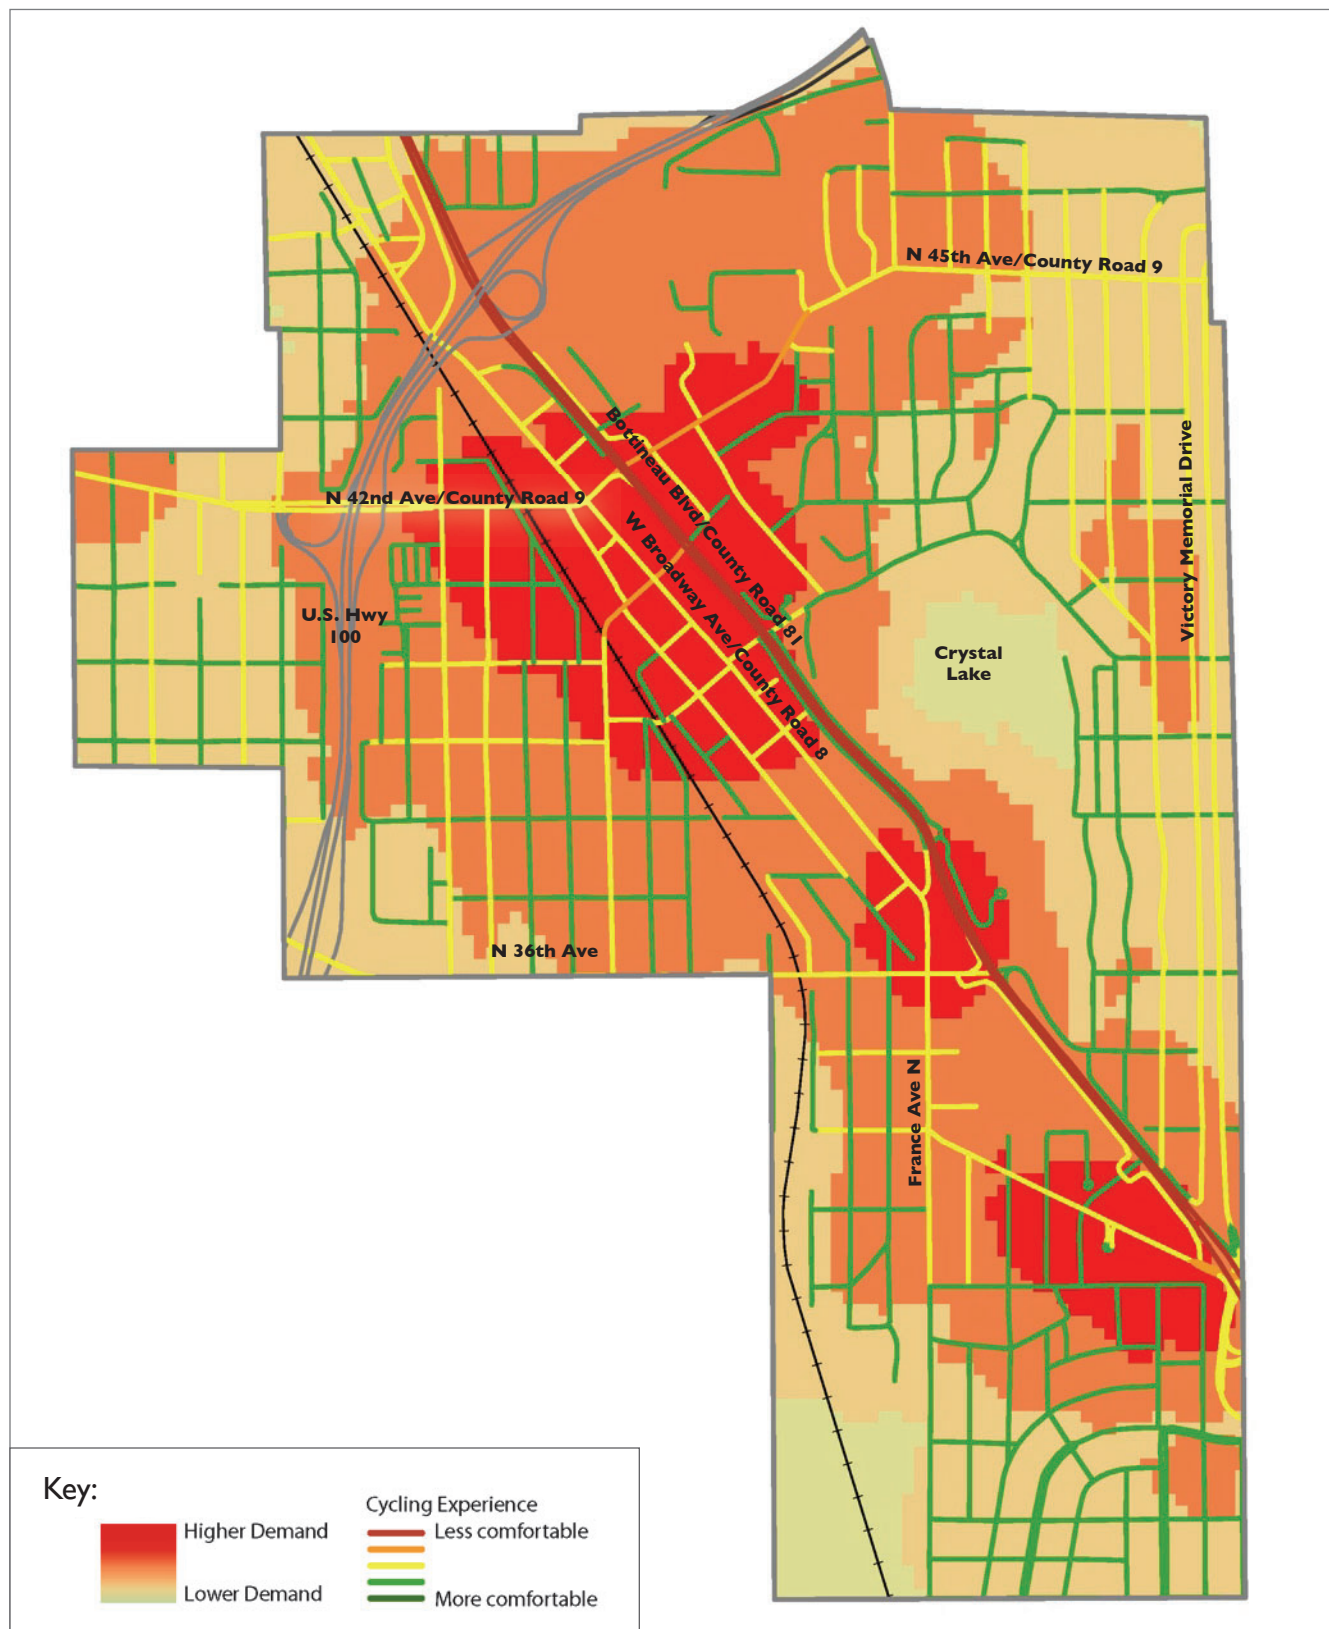 N 45th Ave/County Road 9
Bottineau Blvd/County Road 81
N 42nd Ave/County Road 9
W Broadway Ave/County Road 8
Victory Memorial Drive
U.S. Hwy
100
Crystal
Lake
N 36th Ave
France Ave N
Key:
Higher Demand
Lower Demand
Cycling Experience
Less comfortable
More comfortable